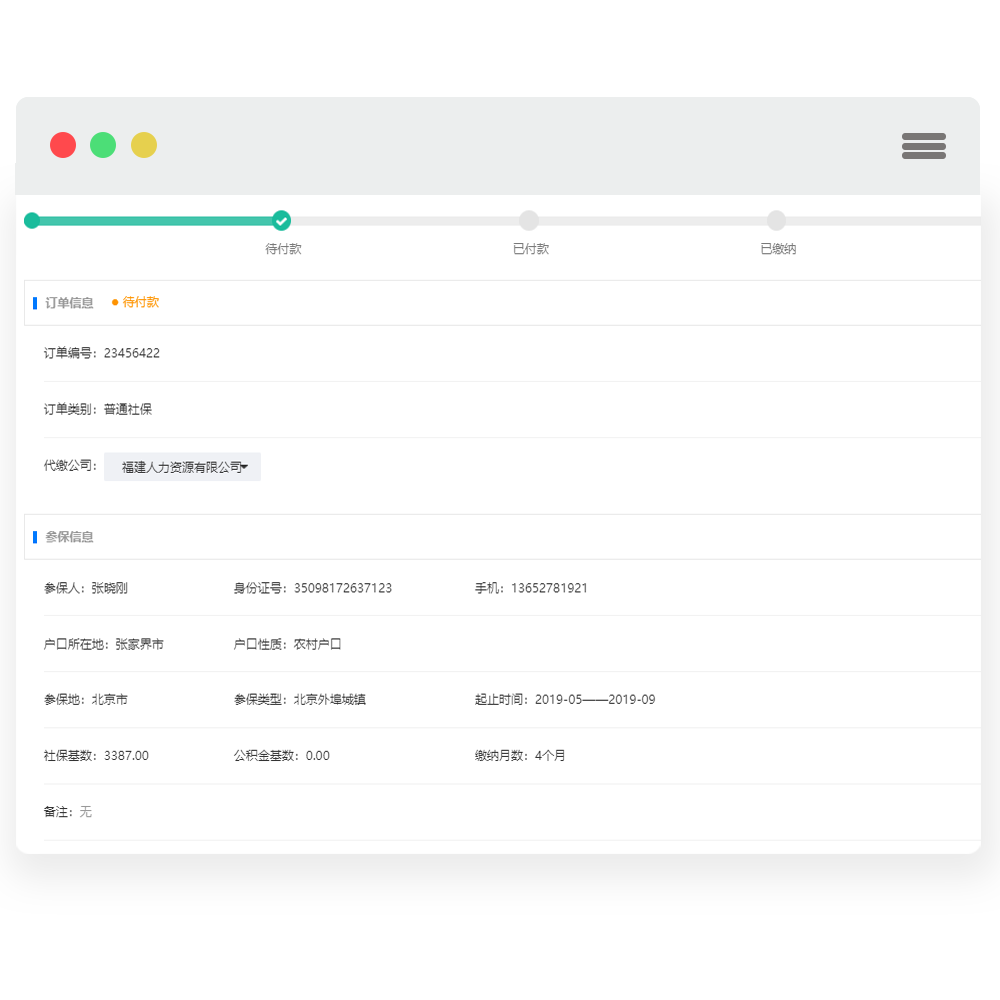 待付款 已付款 已缴纳
订单信息 待付款
订单编号：23456422
订单类别：普通社保
代缴公司： 福建人力资源有限公司
参保信息
参保人：张晓刚 身份证号：35098172637123 手机：13652781921
户口所在地：张家界市 户口性质：农村户口
参保地：北京市 参保类型：北京外埠城镇 起止时间：2019-05——2019-09
社保基数：3387.00 公积金基数：0.00 缴纳月数：4个月
备注：无